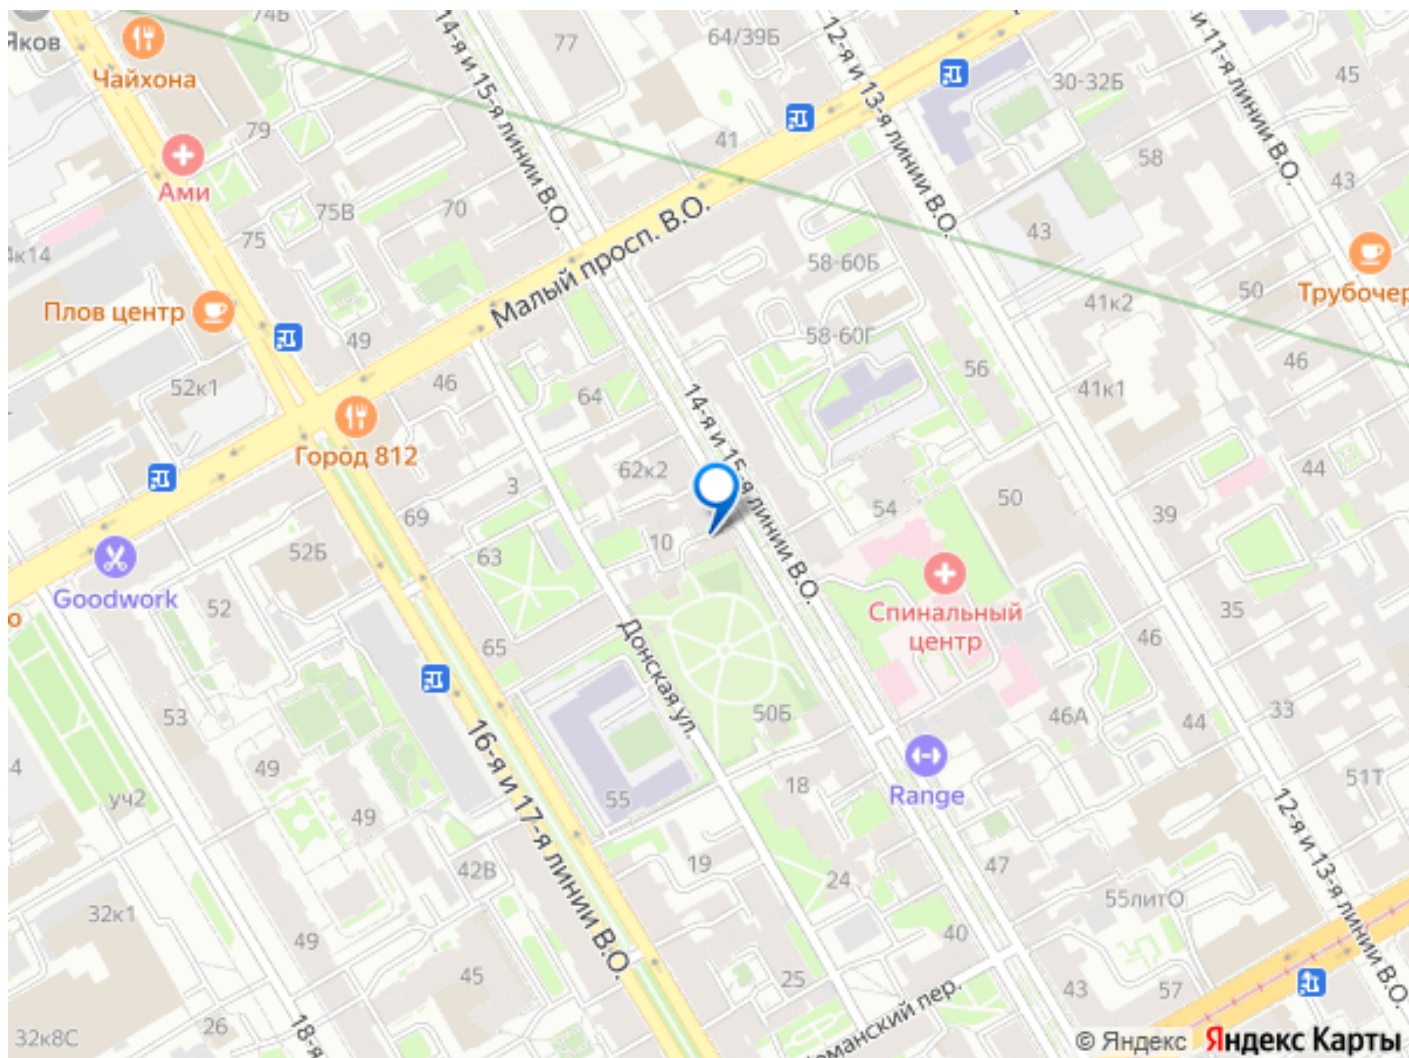 Яков
74Б
Чайхона
77
64/39Б
12-я и 13-я линии В.О.
и 11-я линии В.О.
14-я и 15-я линии В.О.
30-32Б
45
79
41
58
Ами
75В
70
43
43
75
4к14
58-60Б
Малый просп. В.О.
Плов центр
49
58-60Г
41к2
50
Трубочер
52к1
46
64
56
41к1
46
14-я и 15-я линии В.О.
Город 812
62к2
3
69
10
54
50
44
39
52Б
63
Goodwork
52
о
Спинальный
центр
35
65
Донская ул.
46
53
50Б
46А
44
33
16-я и 17-я линии В.О.
49
4
уч2
49
55
18
Range
51Т
12-я и 13-я линии В.О.
42В
19
24
47
55литО
32к1
49
45
40
25
43
57
26
32к8С
18-я
оманский пер.
© Яндекс Яндекс Карты